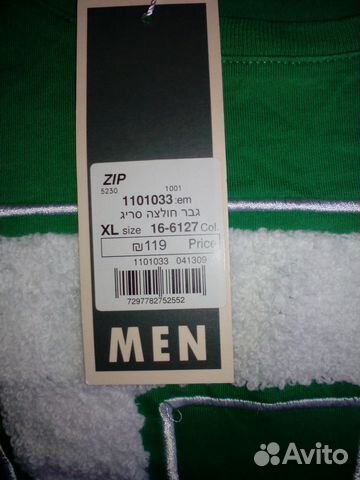 ZIP
5230 1001
1101033 :em
גבר חולצה סריג
XL size 16-6127 Col.
₪119 Price
1101033 041309
7297782752552
MEN
Avito